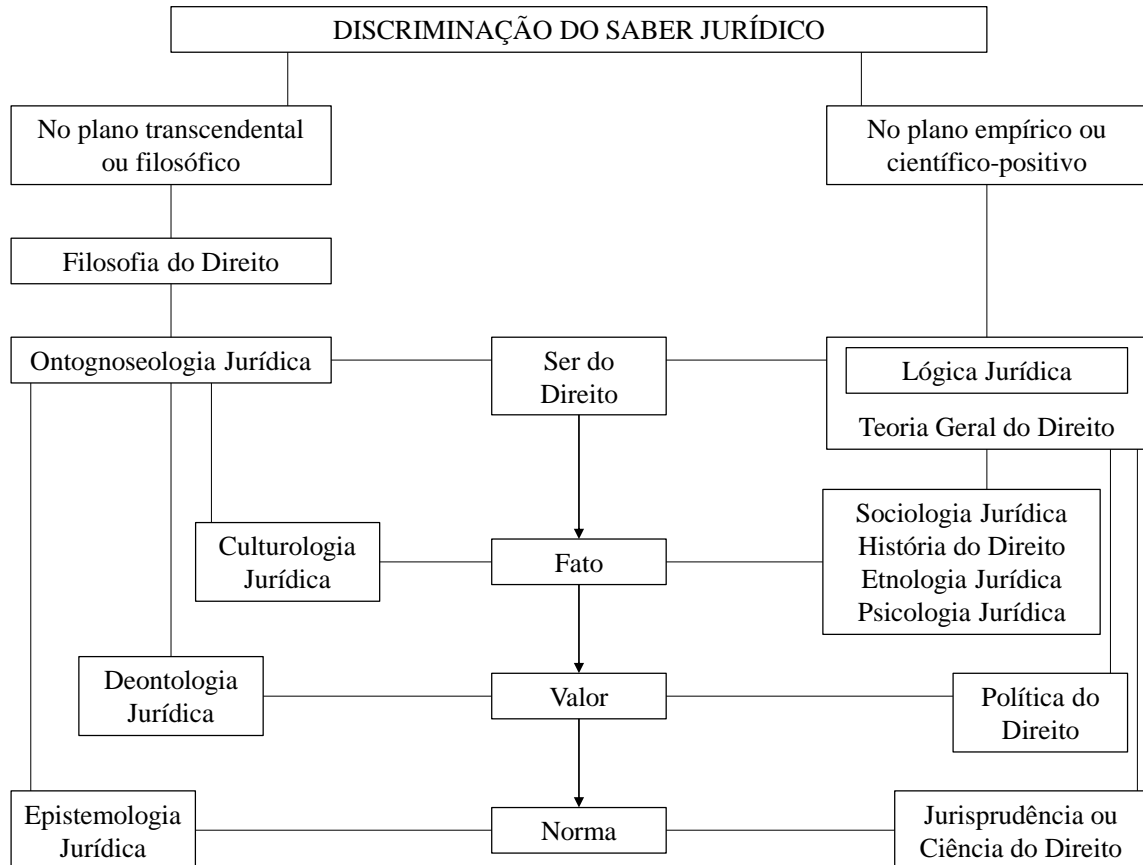 DISCRIMINAÇÃO DO SABER JURÍDICO
No plano transcendental
ou filosófico
No plano empírico ou
científico-positivo
Filosofia do Direito
Ontognoseologia Jurídica
Ser do
Direito
Lógica Jurídica
Teoria Geral do Direito
Culturologia
Jurídica
Fato
Sociologia Jurídica
História do Direito
Etnologia Jurídica
Psicologia Jurídica
Deontologia
Jurídica
Valor
Política do
Direito
Epistemologia
Jurídica
Norma
Jurisprudência ou
Ciência do Direito